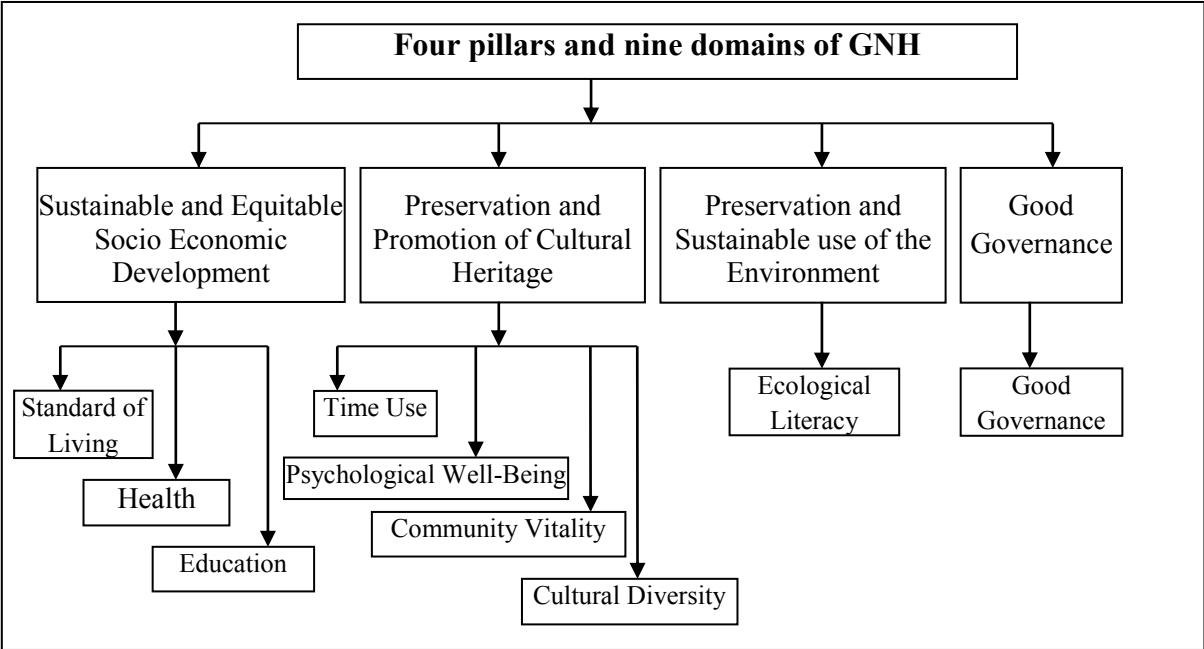 Four pillars and nine domains of GNH
Sustainable and Equitable
Socio Economic
Development
Preservation and
Promotion of Cultural
Heritage
Preservation and
Sustainable use of the
Environment
Good
Governance
Standard of
Living
Health
Education
Time Use
Psychological Well-Being
Community Vitality
Cultural Diversity
Ecological
Literacy
Good
Governance